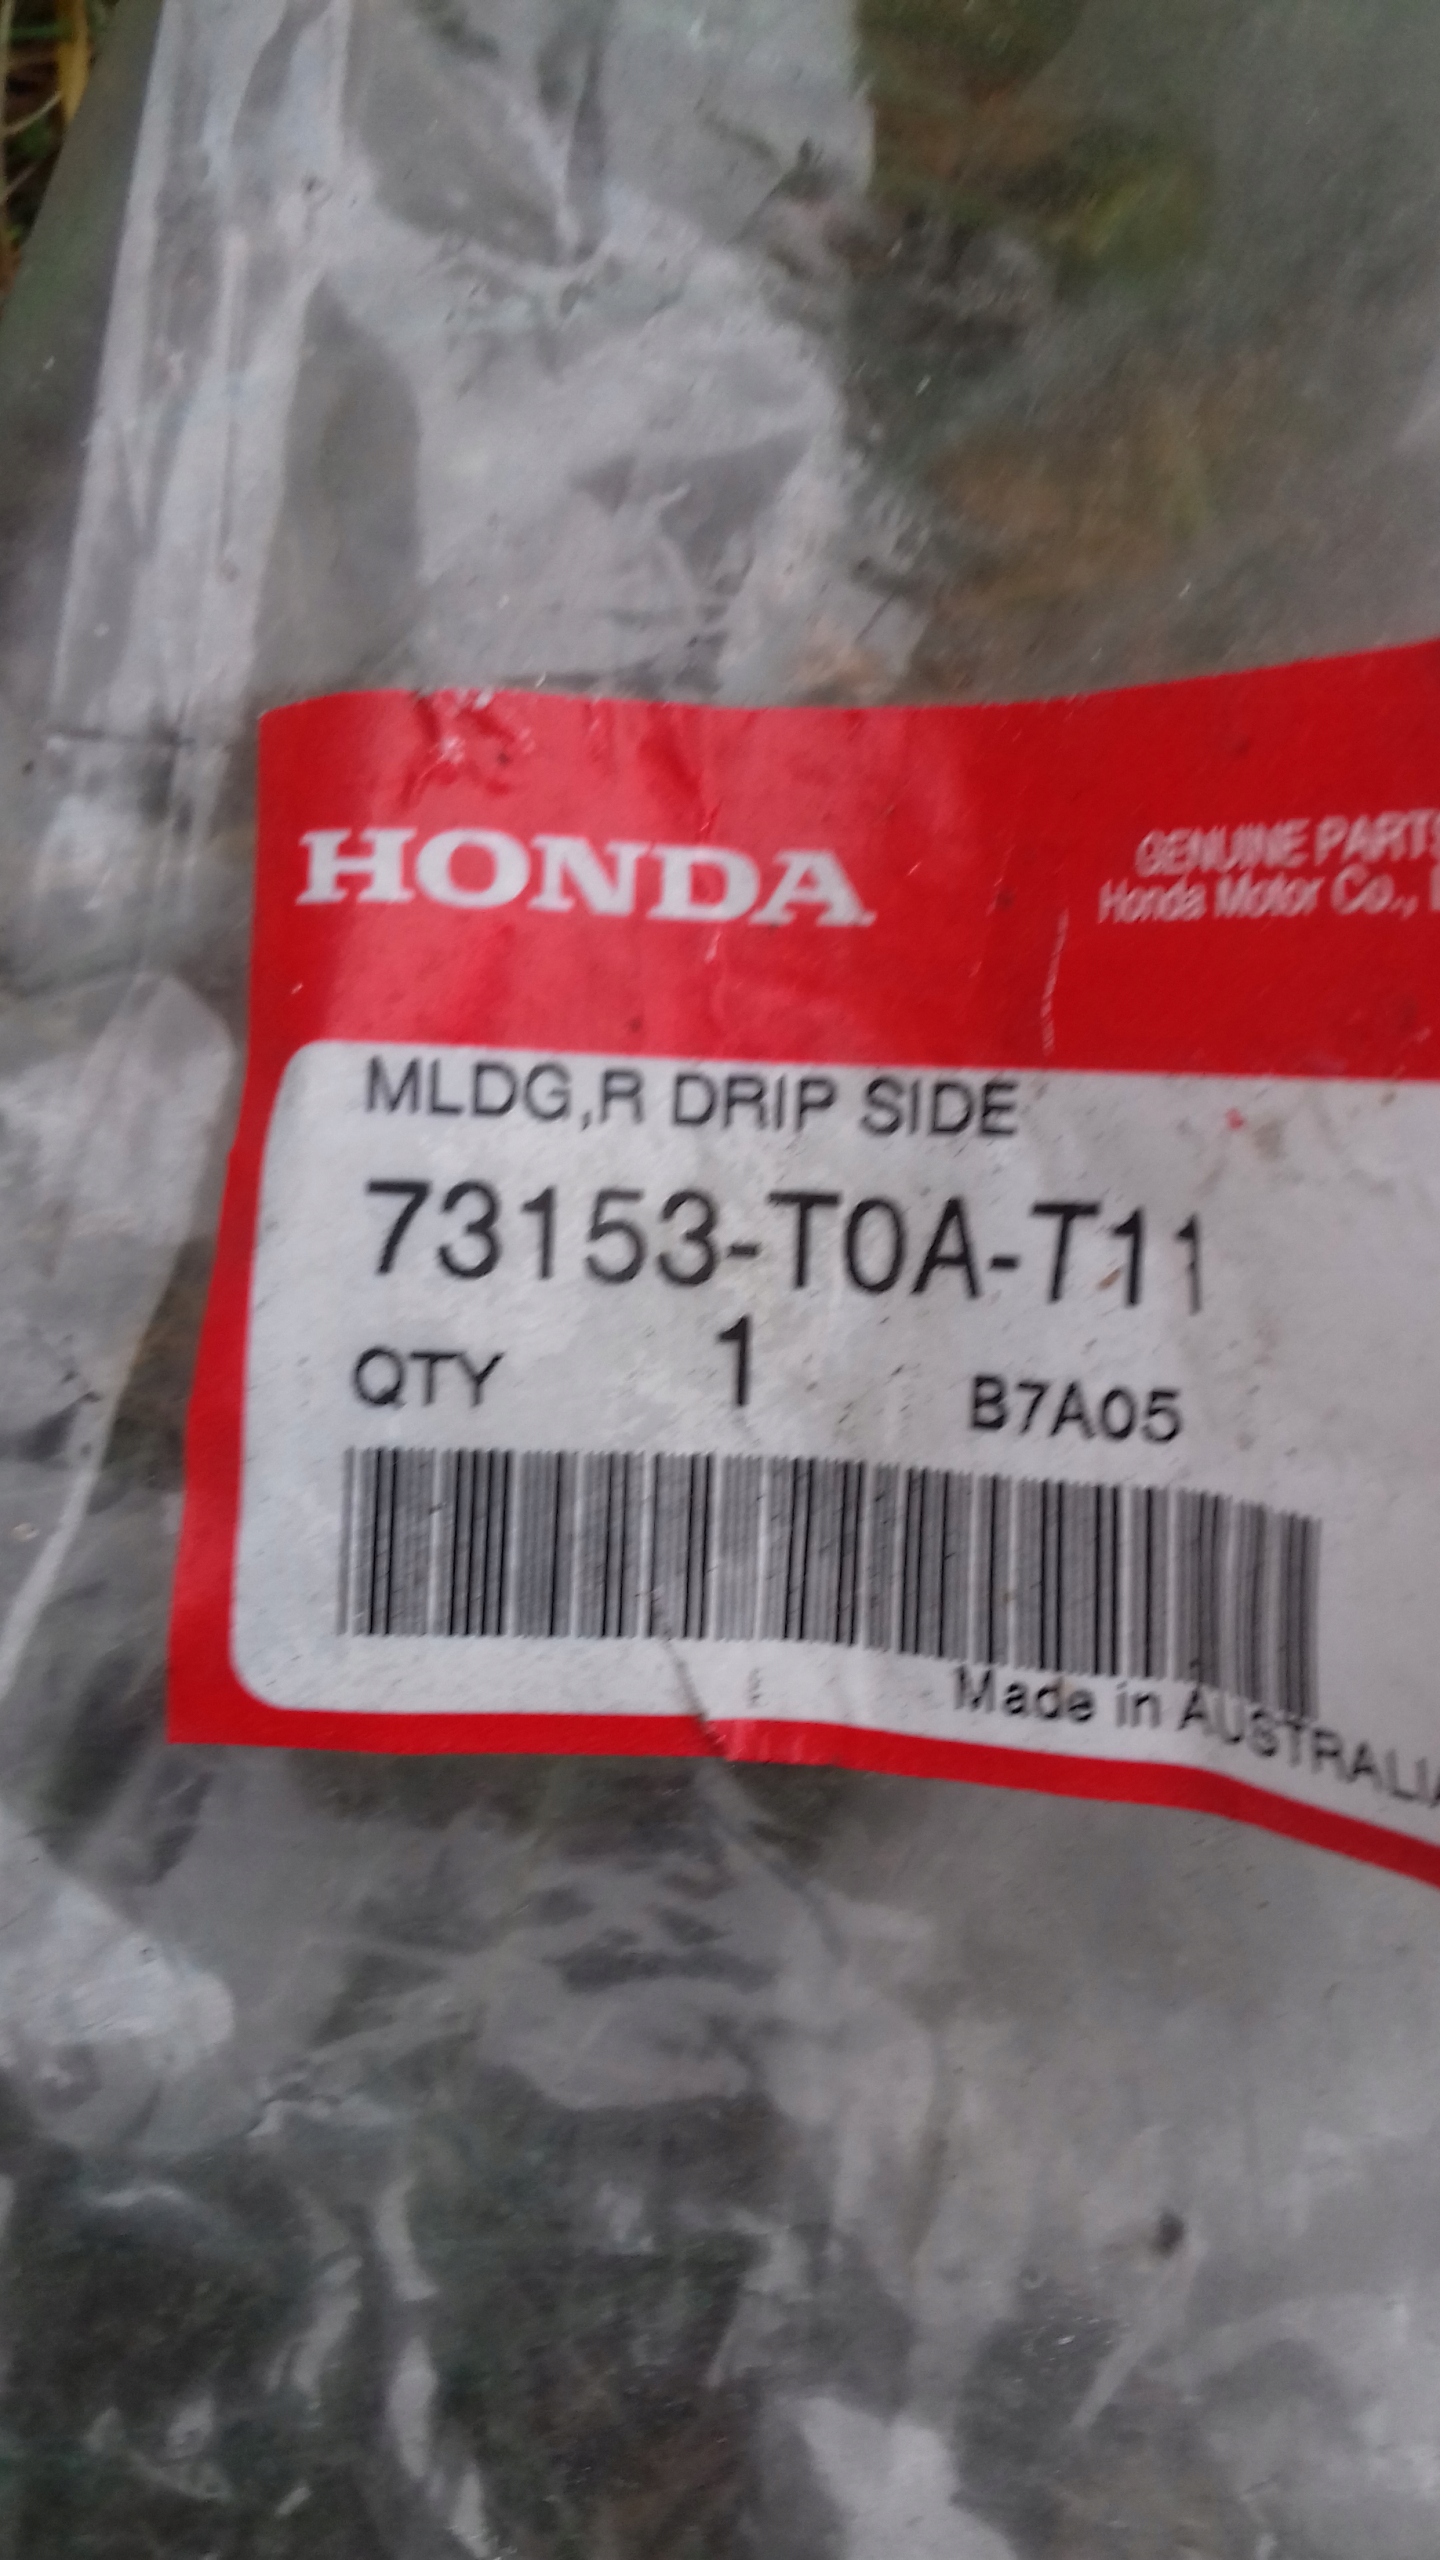 HONDA
GENUINE PARTS
Honda Motor Co.,
MLDG,R DRIP SIDE
73153-T0A-T11
QTY 1 B7A05
Made in AUSTRALIA